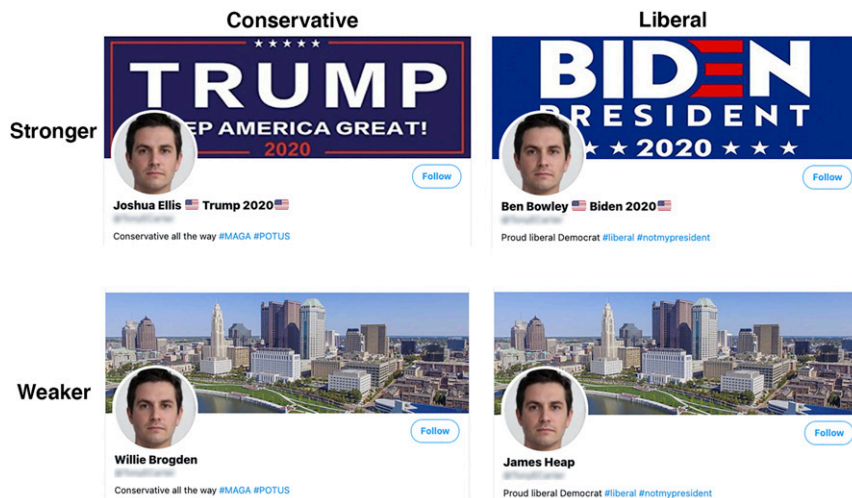 Conservative
Liberal
Stronger
TRUMP
EP AMERICA GREAT!
2020
Follow
Joshua Ellis 🇺🇸 Trump 2020🇺🇸
Conservative all the way #MAGA #POTUS
BIDEN
PRESIDENT
2020
Follow
Ben Bowley 🇺🇸 Biden 2020🇺🇸
Proud liberal Democrat #liberal #notmypresident
Weaker
Follow
Willie Brogden
Conservative all the way #MAGA #POTUS
Follow
James Heap
Proud liberal Democrat #liberal #notmypresident